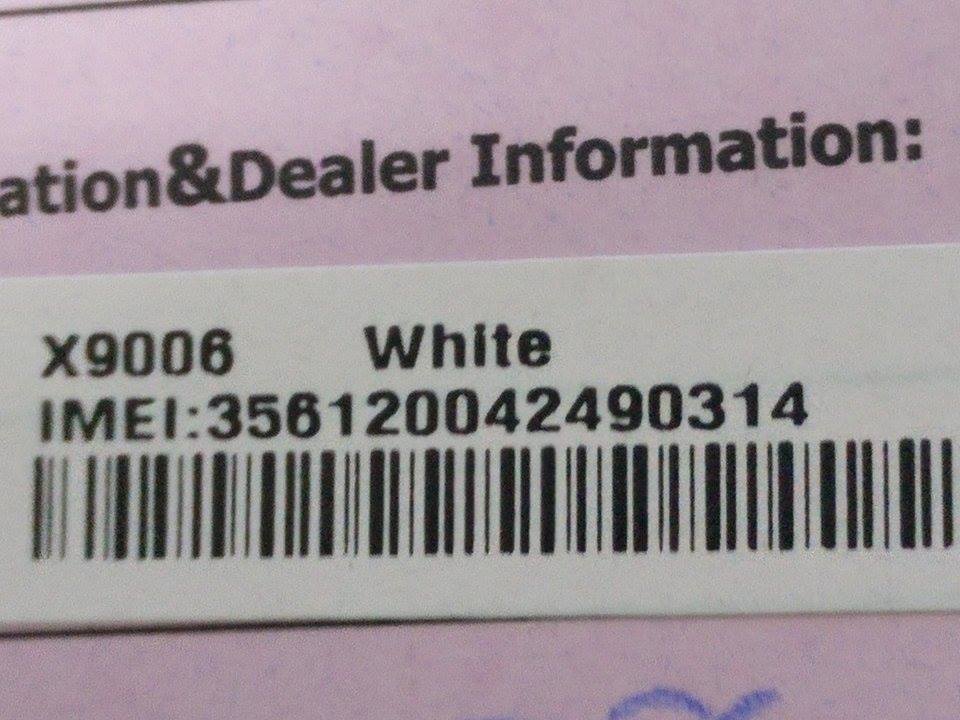 ation&Dealer Information:
X9006 White
IMEI:356120042490314